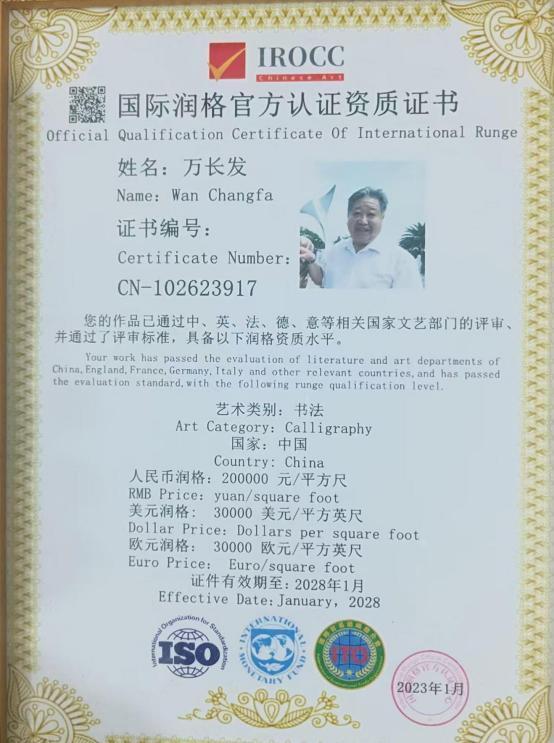 IROCC
Chinese Art
国际润格官方认证资质证书
Official Qualification Certificate Of International Runge
姓名：万长发
Name: Wan Changfa
证书编号：
Certificate Number:
CN-102623917
您的作品已通过中、英、法、德、意等相关国家文艺部门的评审、
并通过了评审标准，具备以下润格资质水平。
Your work has passed the evaluation of literature and art departments of
China,England,France,Germany,Italy and other relevant countries,and has passed
the evaluation standard,with the following runge qualification level.
艺术类别：书法
Art Category: Calligraphy
国家：中国
Country: China
人民币润格：200000 元/平方尺
RMB Price: yuan/square foot
美元润格： 30000 美元/平方英尺
Dollar Price: Dollars per square foot
欧元润格： 30000 欧元/平方英尺
Euro Price: Euro/square foot
证件有效期至：2028年1月
Effective Date:January, 2028
International Organization for Standardization
ISO
INTERNATIONAL
MONETARY FUND
2023年1月